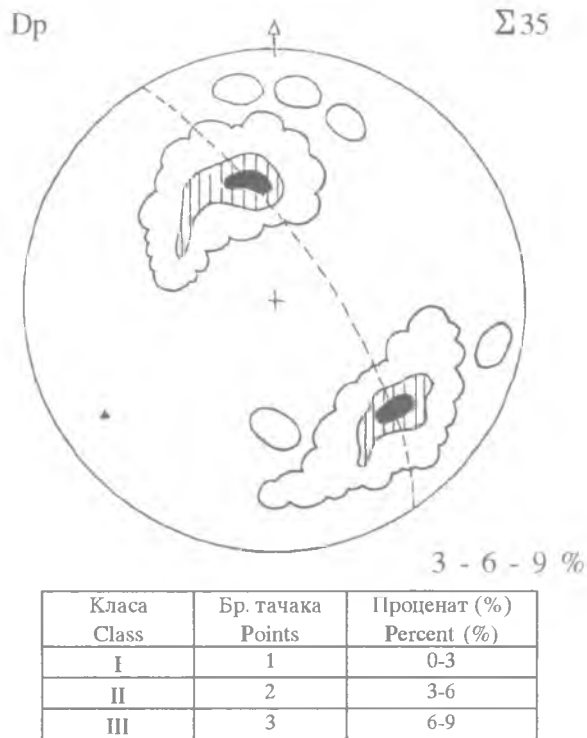 Dp Σ35
3 - 6 - 9 %
Класа Бр. тачака Проценат (%)
Class Points Percent (%)
I 1 0-3
II 2 3-6
III 3 6-9